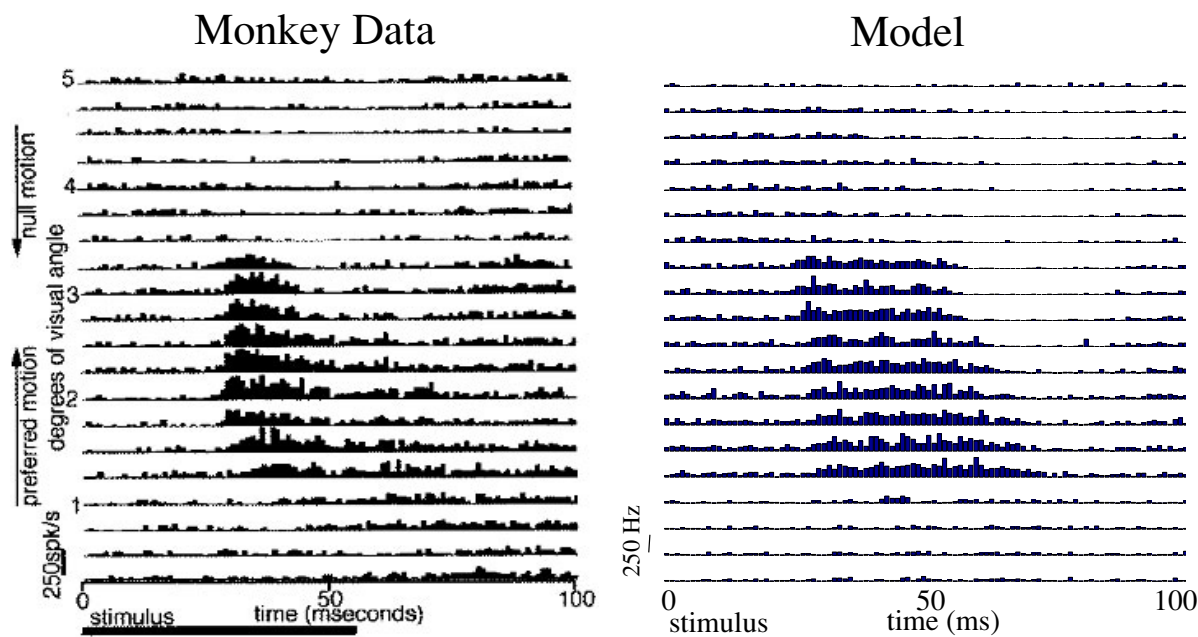 Monkey Data
Model
5
4
3
2
1
null motion
preferred motion
degrees of visual angle
250spk/s
0
50
100
stimulus
time (mseconds)
250 Hz
0
50
100
stimulus
time (ms)